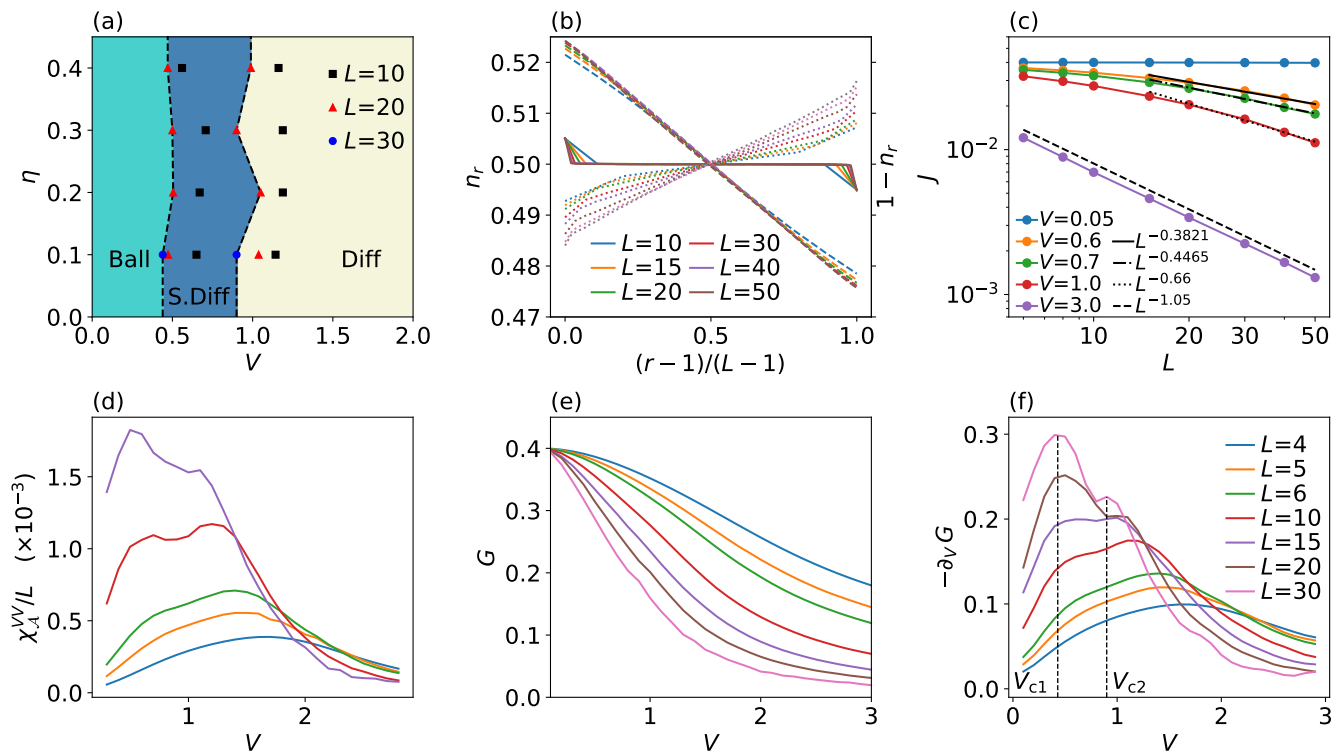 (a)
η
0.4
0.3
0.2
0.1
0.0
0.0 0.5 1.0 1.5 2.0
V
L=10
L=20
L=30
Ball
S.Diff
Diff
(b)
n_r
0.52
0.51
0.50
0.49
0.48
0.47
0.0 0.5 1.0
(r − 1)/(L − 1)
1 − n_r
L=10 L=30
L=15 L=40
L=20 L=50
(c)
J
10^{-2}
10^{-3}
10 20 30 50
L
V=0.05
V=0.6 L^{-0.3821}
V=0.7 L^{-0.4465}
V=1.0 L^{-0.66}
V=3.0 L^{-1.05}
(d)
χ_A^{VV}/L (×10^{-3})
1.5
1.0
0.5
0.0
1 2
V
(e)
G
0.4
0.3
0.2
0.1
0.0
1 2 3
V
(f)
−∂_V G
0.3
0.2
0.1
0.0
0 1 2 3
V
V_{c1} V_{c2}
L=4
L=5
L=6
L=10
L=15
L=20
L=30